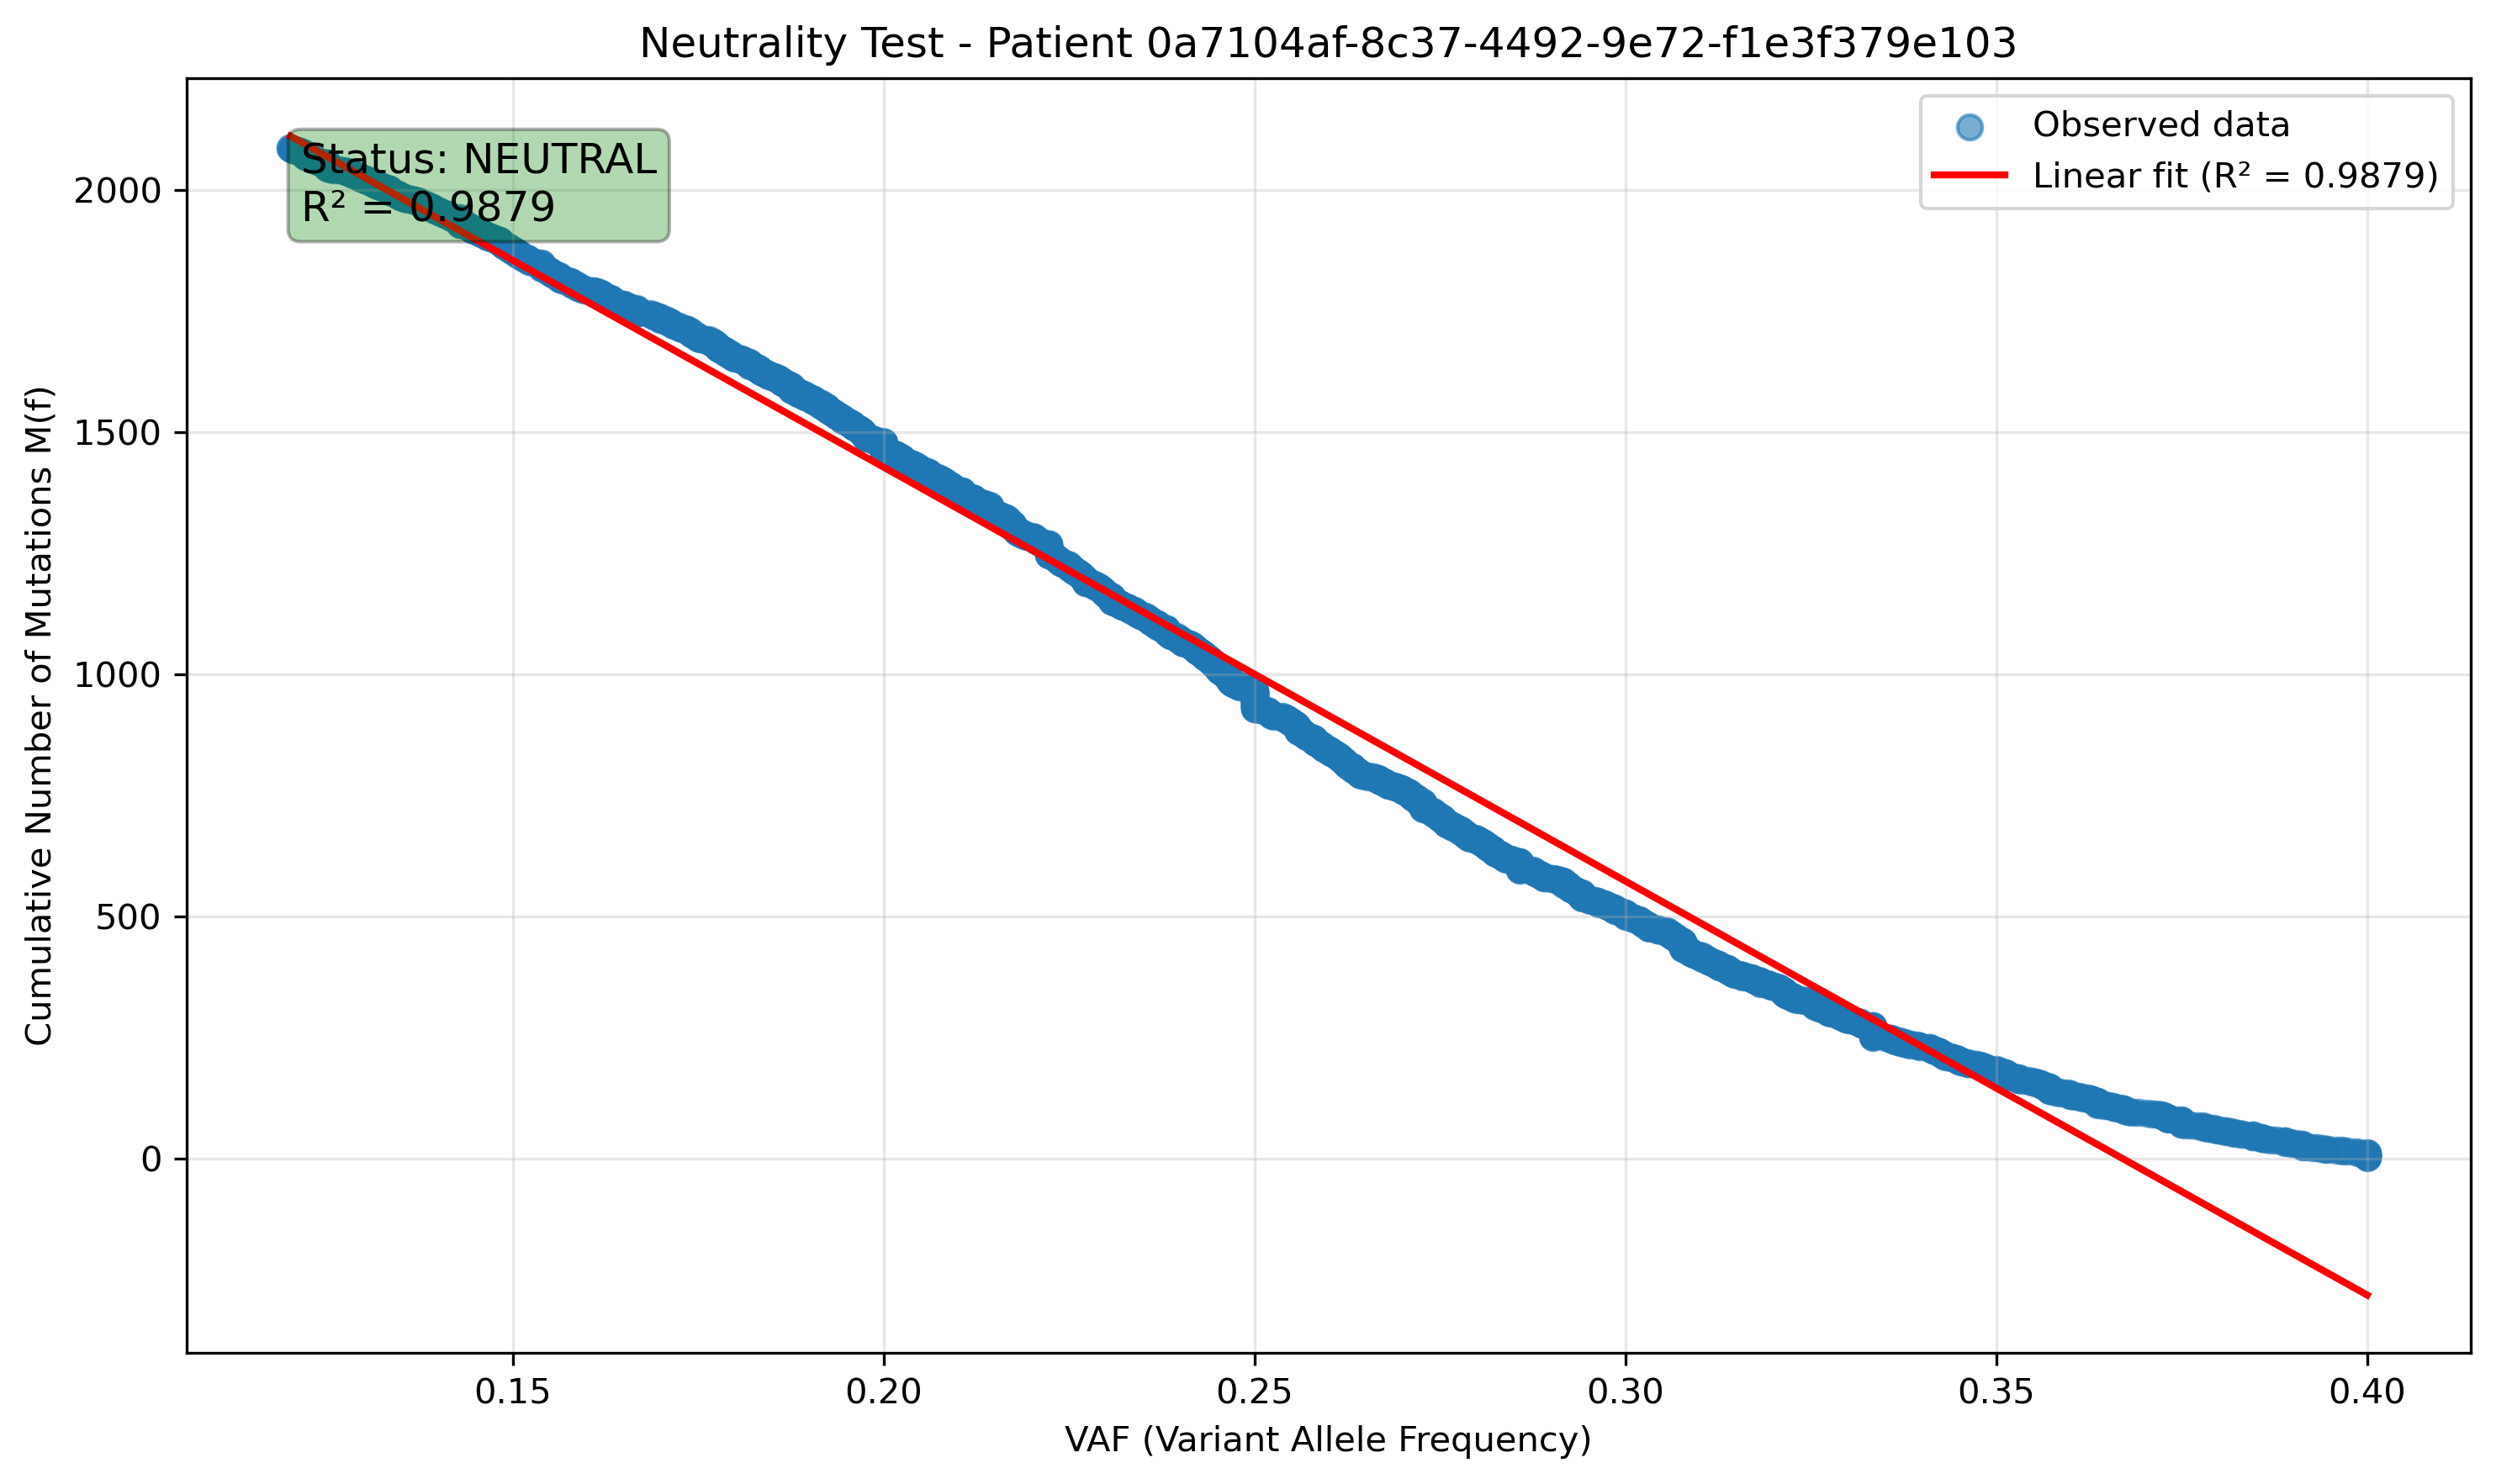 Neutrality Test - Patient 0a7104af-8c37-4492-9e72-f1e3f379e103
Status: NEUTRAL
R² = 0.9879
Observed data
Linear fit (R² = 0.9879)
Cumulative Number of Mutations M(f)
2000
1500
1000
500
0
0.15
0.20
0.25
0.30
0.35
0.40
VAF (Variant Allele Frequency)